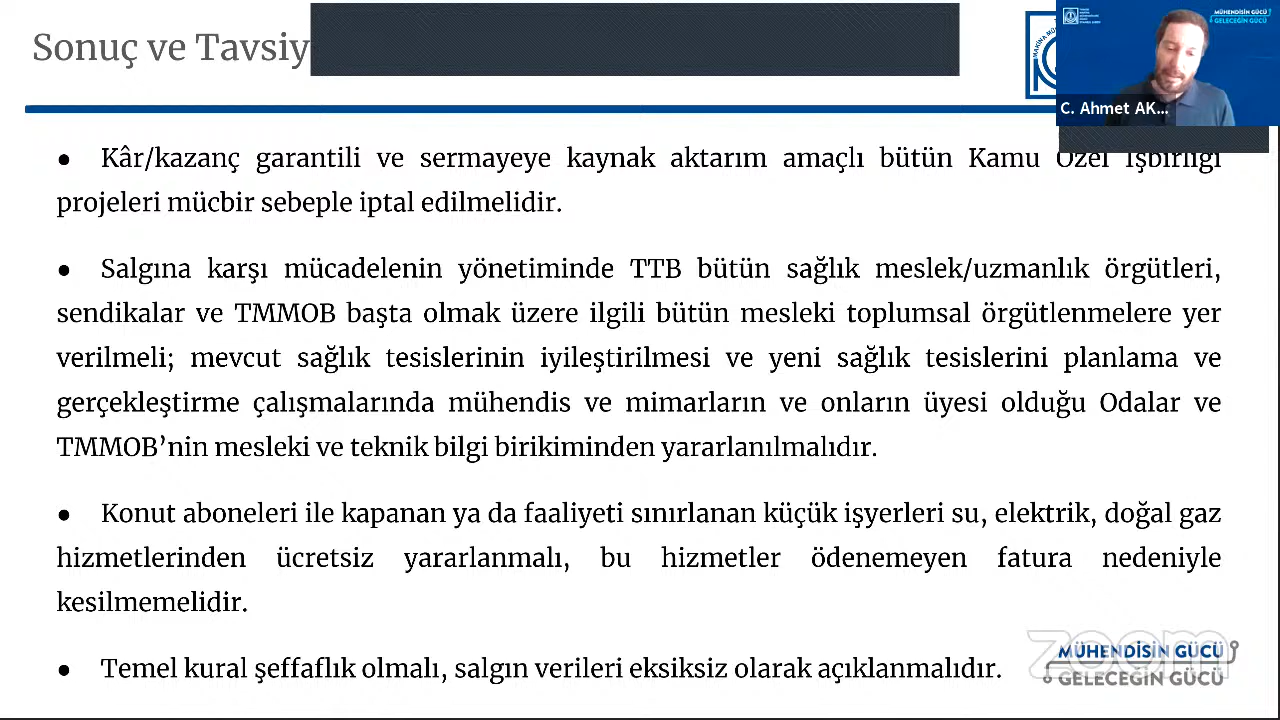 Sonuç ve Tavsiy
MÜHENDİSİN GÜCÜ
GELECEĞİN GÜCÜ
C. Ahmet AK...
● Kâr/kazanç garantili ve sermayeye kaynak aktarım amaçlı bütün Kamu Özel İşbirliği
projeleri mücbir sebeple iptal edilmelidir.
● Salgına karşı mücadelenin yönetiminde TTB bütün sağlık meslek/uzmanlık örgütleri,
sendikalar ve TMMOB başta olmak üzere ilgili bütün mesleki toplumsal örgütlenmelere yer
verilmeli; mevcut sağlık tesislerinin iyileştirilmesi ve yeni sağlık tesislerini planlama ve
gerçekleştirme çalışmalarında mühendis ve mimarların ve onların üyesi olduğu Odalar ve
TMMOB’nin mesleki ve teknik bilgi birikiminden yararlanılmalıdır.
● Konut aboneleri ile kapanan ya da faaliyeti sınırlanan küçük işyerleri su, elektrik, doğal gaz
hizmetlerinden ücretsiz yararlanmalı, bu hizmetler ödenemeyen fatura nedeniyle
kesilmemelidir.
● Temel kural şeffaflık olmalı, salgın verileri eksiksiz olarak açıklanmalıdır.
zoom
MÜHENDİSİN GÜCÜ
GELECEĞİN GÜCÜ